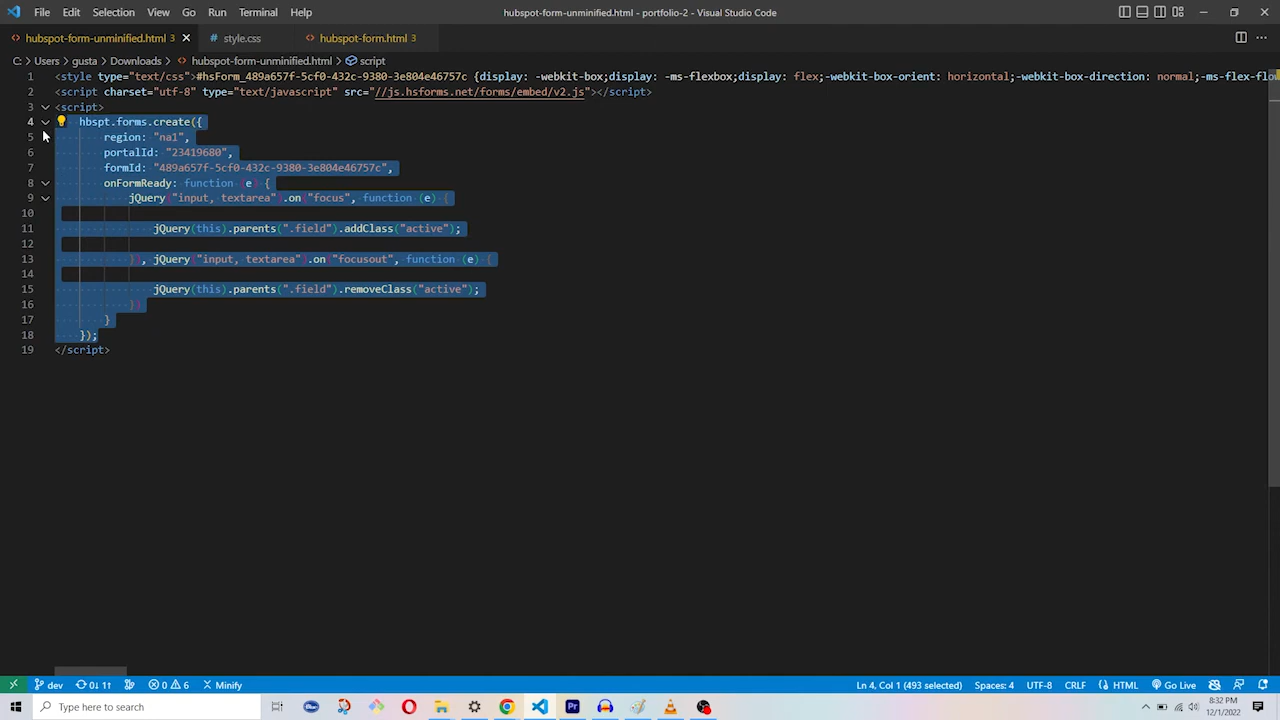 File Edit Selection View Go Run Terminal Help hubspot-form-unminified.html - portfolio-2 - Visual Studio Code
hubspot-form-unminified.html 3 style.css hubspot-form.html 3
C: > Users > gusta > Downloads > hubspot-form-unminified.html > script
1 <style type="text/css">#hsForm_489a657f-5cf0-432c-9380-3e804e46757c {display: -webkit-box;display: -ms-flexbox;display: flex;-webkit-box-orient: horizontal;-webkit-box-direction: normal;-ms-flex-flow
2 <script charset="utf-8" type="text/javascript" src="//js.hsforms.net/forms/embed/v2.js"></script>
3 <script>
4 hbspt.forms.create({
5 region: "na1",
6 portalId: "23419680",
7 formId: "489a657f-5cf0-432c-9380-3e804e46757c",
8 onFormReady: function (e) {
9 jQuery("input, textarea").on("focus", function (e) {
10
11 jQuery(this).parents(".field").addClass("active");
12
13 }), jQuery("input, textarea").on("focusout", function (e) {
14
15 jQuery(this).parents(".field").removeClass("active");
16 })
17 }
18 });
19 </script>
dev 0↓ 1↑ 0 6 Minify Ln 4, Col 1 (493 selected) Spaces: 4 UTF-8 CRLF HTML Go Live
Type here to search Pr 8:32 PM
12/1/2022